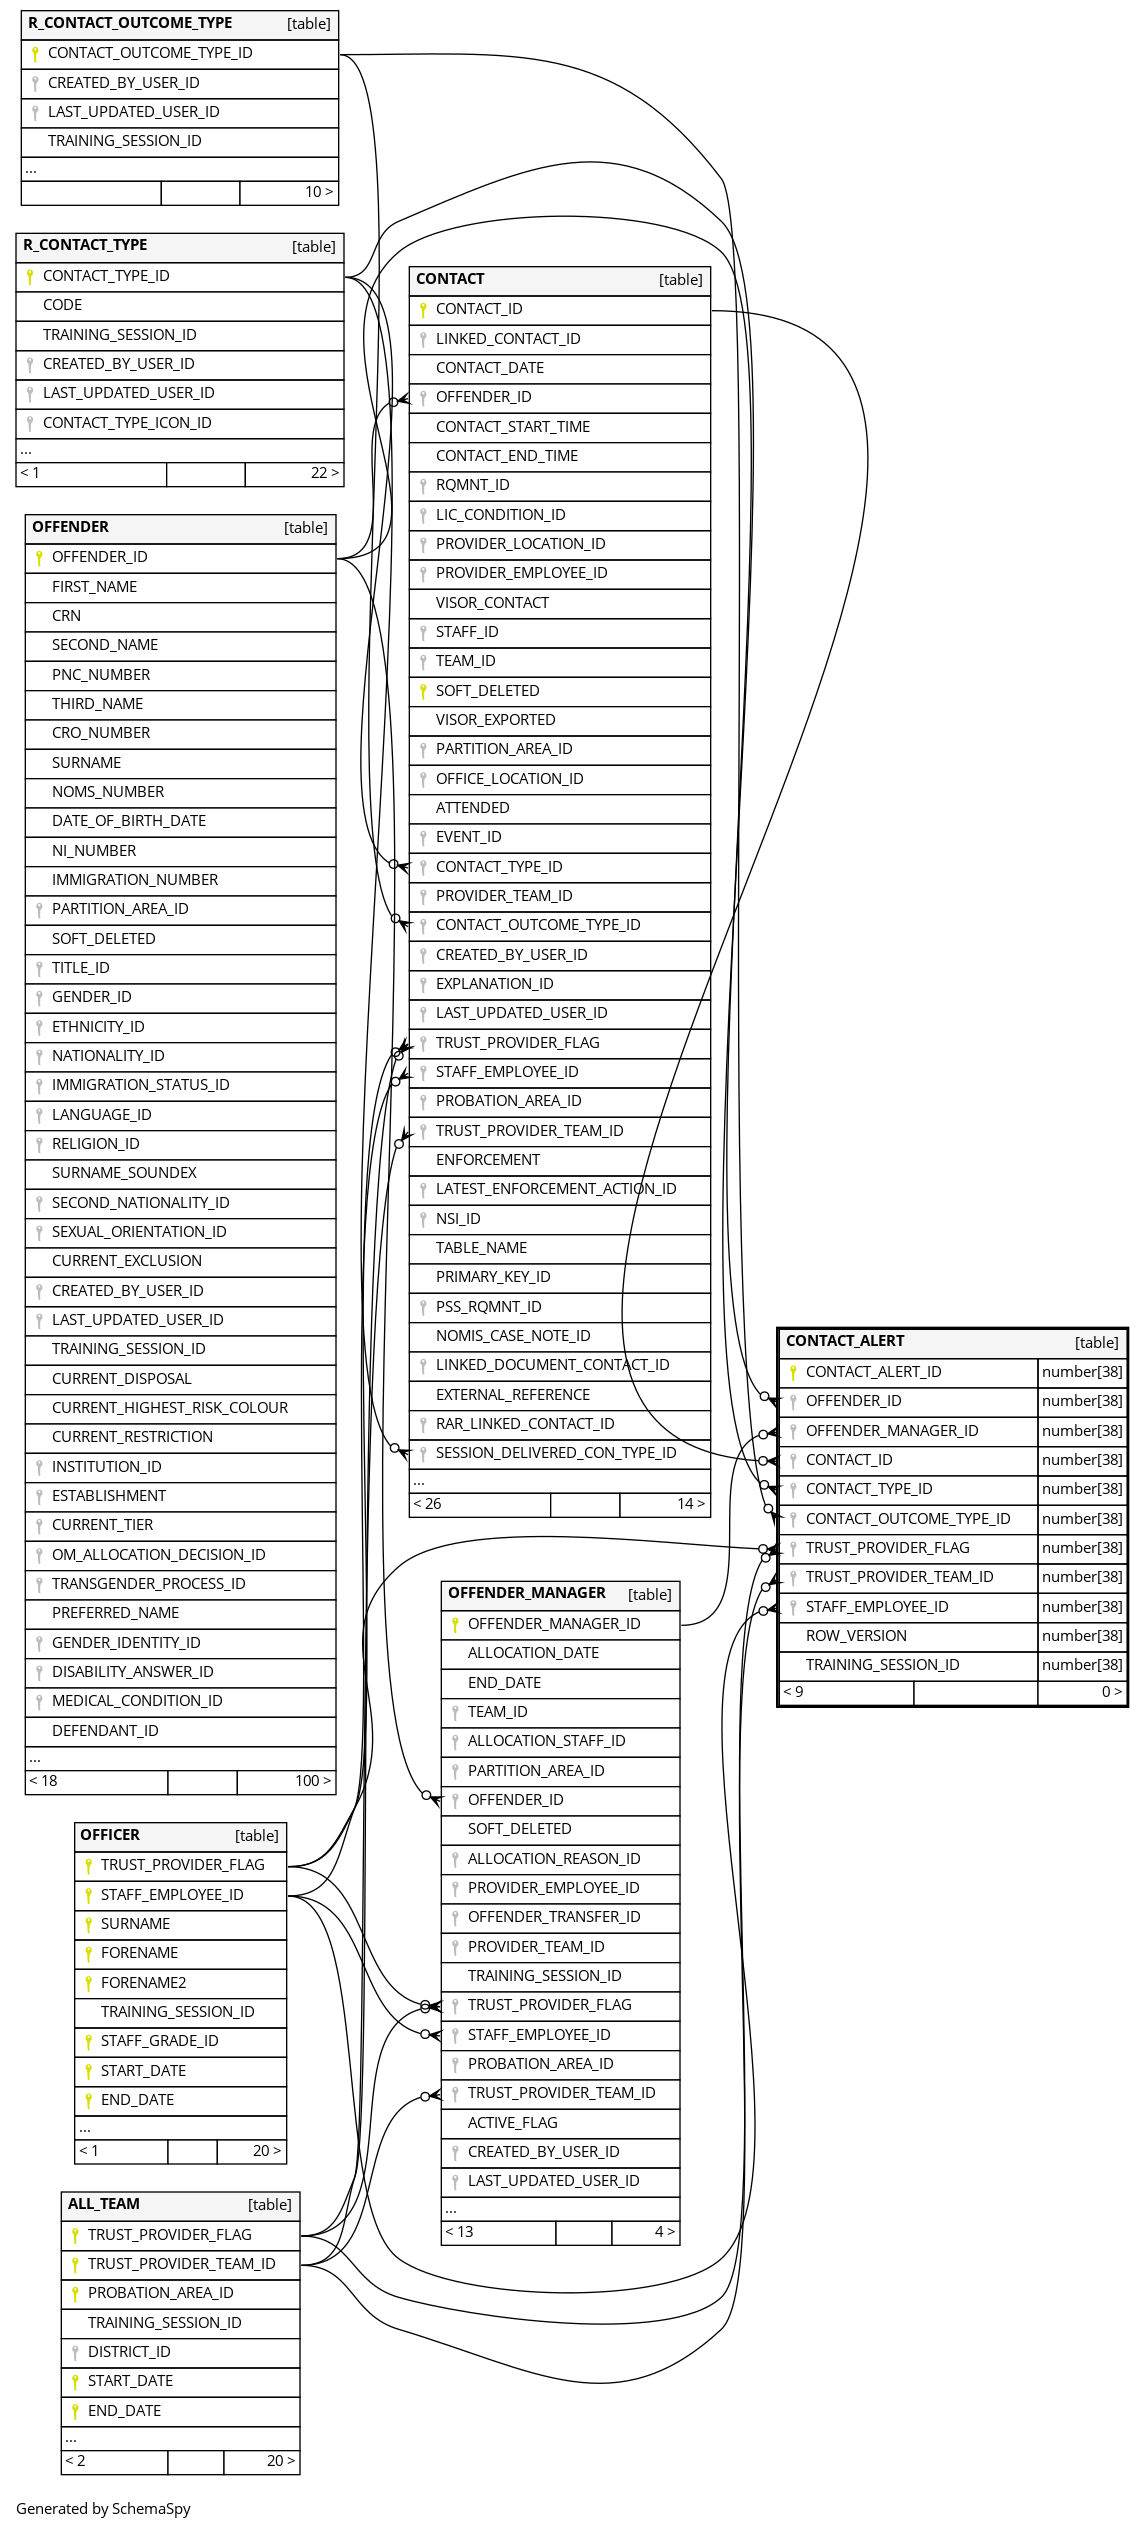 R_CONTACT_OUTCOME_TYPE [table]
CONTACT_OUTCOME_TYPE_ID
CREATED_BY_USER_ID
LAST_UPDATED_USER_ID
TRAINING_SESSION_ID
...
10 >
R_CONTACT_TYPE [table]
CONTACT_TYPE_ID
CODE
TRAINING_SESSION_ID
CREATED_BY_USER_ID
LAST_UPDATED_USER_ID
CONTACT_TYPE_ICON_ID
...
< 1 22 >
OFFENDER [table]
OFFENDER_ID
FIRST_NAME
CRN
SECOND_NAME
PNC_NUMBER
THIRD_NAME
CRO_NUMBER
SURNAME
NOMS_NUMBER
DATE_OF_BIRTH_DATE
NI_NUMBER
IMMIGRATION_NUMBER
PARTITION_AREA_ID
SOFT_DELETED
TITLE_ID
GENDER_ID
ETHNICITY_ID
NATIONALITY_ID
IMMIGRATION_STATUS_ID
LANGUAGE_ID
RELIGION_ID
SURNAME_SOUNDEX
SECOND_NATIONALITY_ID
SEXUAL_ORIENTATION_ID
CURRENT_EXCLUSION
CREATED_BY_USER_ID
LAST_UPDATED_USER_ID
TRAINING_SESSION_ID
CURRENT_DISPOSAL
CURRENT_HIGHEST_RISK_COLOUR
CURRENT_RESTRICTION
INSTITUTION_ID
ESTABLISHMENT
CURRENT_TIER
OM_ALLOCATION_DECISION_ID
TRANSGENDER_PROCESS_ID
PREFERRED_NAME
GENDER_IDENTITY_ID
DISABILITY_ANSWER_ID
MEDICAL_CONDITION_ID
DEFENDANT_ID
...
< 18 100 >
OFFICER [table]
TRUST_PROVIDER_FLAG
STAFF_EMPLOYEE_ID
SURNAME
FORENAME
FORENAME2
TRAINING_SESSION_ID
STAFF_GRADE_ID
START_DATE
END_DATE
...
< 1 20 >
ALL_TEAM [table]
TRUST_PROVIDER_FLAG
TRUST_PROVIDER_TEAM_ID
PROBATION_AREA_ID
TRAINING_SESSION_ID
DISTRICT_ID
START_DATE
END_DATE
...
< 2 20 >
CONTACT [table]
CONTACT_ID
LINKED_CONTACT_ID
CONTACT_DATE
OFFENDER_ID
CONTACT_START_TIME
CONTACT_END_TIME
RQMNT_ID
LIC_CONDITION_ID
PROVIDER_LOCATION_ID
PROVIDER_EMPLOYEE_ID
VISOR_CONTACT
STAFF_ID
TEAM_ID
SOFT_DELETED
VISOR_EXPORTED
PARTITION_AREA_ID
OFFICE_LOCATION_ID
ATTENDED
EVENT_ID
CONTACT_TYPE_ID
PROVIDER_TEAM_ID
CONTACT_OUTCOME_TYPE_ID
CREATED_BY_USER_ID
EXPLANATION_ID
LAST_UPDATED_USER_ID
TRUST_PROVIDER_FLAG
STAFF_EMPLOYEE_ID
PROBATION_AREA_ID
TRUST_PROVIDER_TEAM_ID
ENFORCEMENT
LATEST_ENFORCEMENT_ACTION_ID
NSI_ID
TABLE_NAME
PRIMARY_KEY_ID
PSS_RQMNT_ID
NOMIS_CASE_NOTE_ID
LINKED_DOCUMENT_CONTACT_ID
EXTERNAL_REFERENCE
RAR_LINKED_CONTACT_ID
SESSION_DELIVERED_CON_TYPE_ID
...
< 26 14 >
OFFENDER_MANAGER [table]
OFFENDER_MANAGER_ID
ALLOCATION_DATE
END_DATE
TEAM_ID
ALLOCATION_STAFF_ID
PARTITION_AREA_ID
OFFENDER_ID
SOFT_DELETED
ALLOCATION_REASON_ID
PROVIDER_EMPLOYEE_ID
OFFENDER_TRANSFER_ID
PROVIDER_TEAM_ID
TRAINING_SESSION_ID
TRUST_PROVIDER_FLAG
STAFF_EMPLOYEE_ID
PROBATION_AREA_ID
TRUST_PROVIDER_TEAM_ID
ACTIVE_FLAG
CREATED_BY_USER_ID
LAST_UPDATED_USER_ID
...
< 13 4 >
CONTACT_ALERT [table]
CONTACT_ALERT_ID number[38]
OFFENDER_ID number[38]
OFFENDER_MANAGER_ID number[38]
CONTACT_ID number[38]
CONTACT_TYPE_ID number[38]
CONTACT_OUTCOME_TYPE_ID number[38]
TRUST_PROVIDER_FLAG number[38]
TRUST_PROVIDER_TEAM_ID number[38]
STAFF_EMPLOYEE_ID number[38]
ROW_VERSION number[38]
TRAINING_SESSION_ID number[38]
< 9 0 >
Generated by SchemaSpy